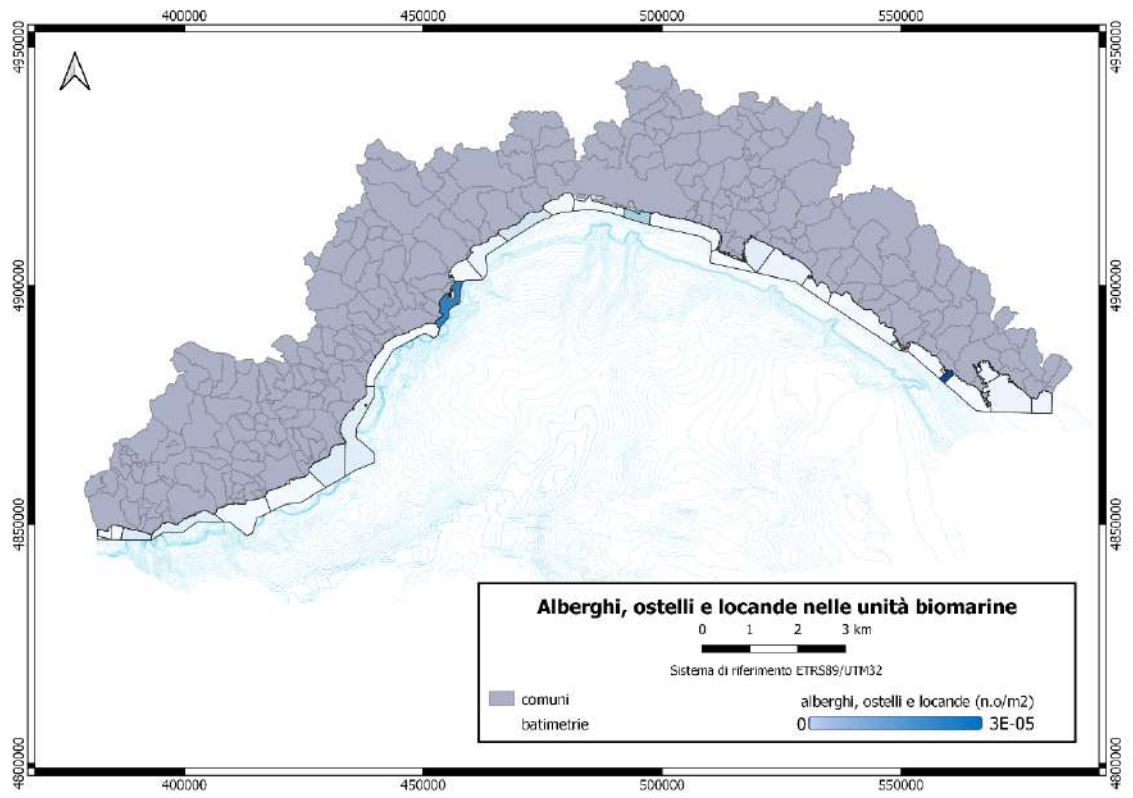 400000 450000 500000 550000
4950000 4950000
4900000 4900000
4850000 4850000
4800000 4800000
Alberghi, ostelli e locande nelle unità biomarine
0 1 2 3 km
Sistema di riferimento ETRS89/UTM32
comuni
batimetrie
alberghi, ostelli e locande (n.o/m2)
0 3E-05
400000 450000 500000 550000